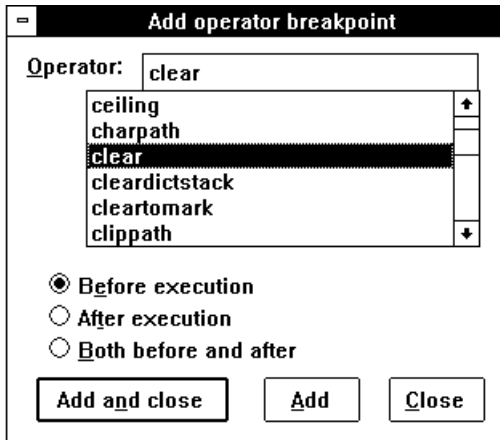 Add operator breakpoint
Operator: clear
ceiling
charpath
clear
cleardictstack
cleartomark
clippath
Before execution
After execution
Both before and after
Add and close Add Close